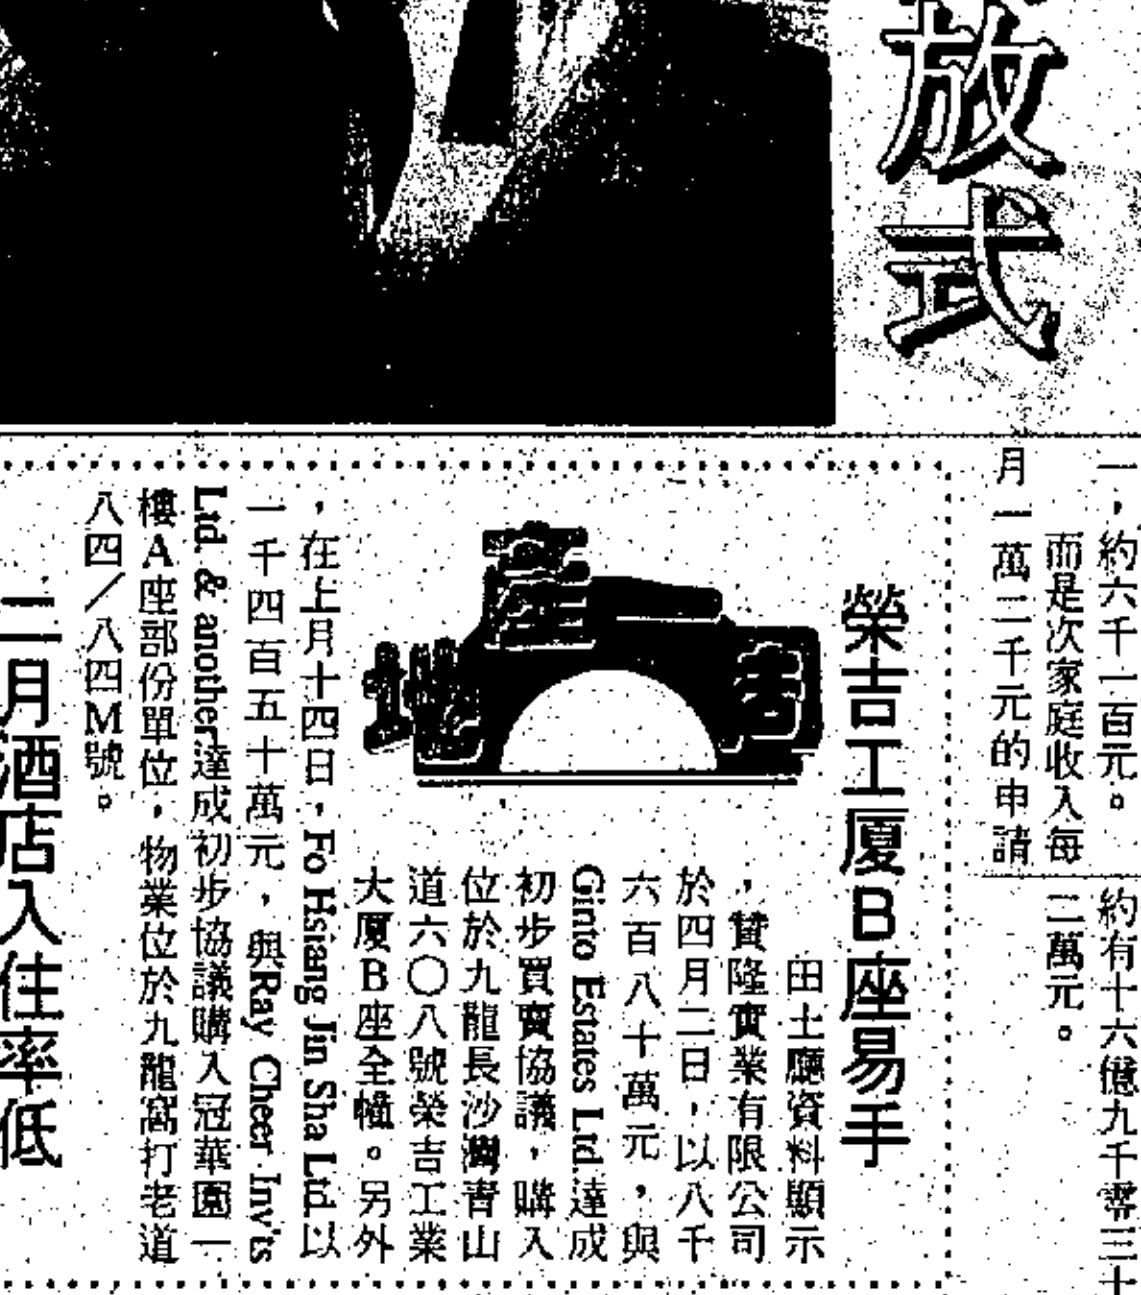 放式
一，約六千一百元。
而是次家庭收入每
月一萬二千元的申請
約有十六億九千零三十
二萬元。
榮吉工廈B座易手
地產街
田土廳資料顯示
，贊隆實業有限公司
於四月二日，以八千
六百八十萬元，與
Ginto Estates Ltd.達成
初步買賣協議，購入
位於九龍長沙灣青山
道六〇八號榮吉工業
大厦B座全幢。另外
，在上月十四日，Fo Hsiang Jin Sha Ltd.以
一千四百五十萬元，與Ray Cheer Inv'ts
Ltd. & another達成初步協議購入冠華園一
樓A座部份單位，物業位於九龍窩打老道
八四／八四M號。
二月酒店入住率低